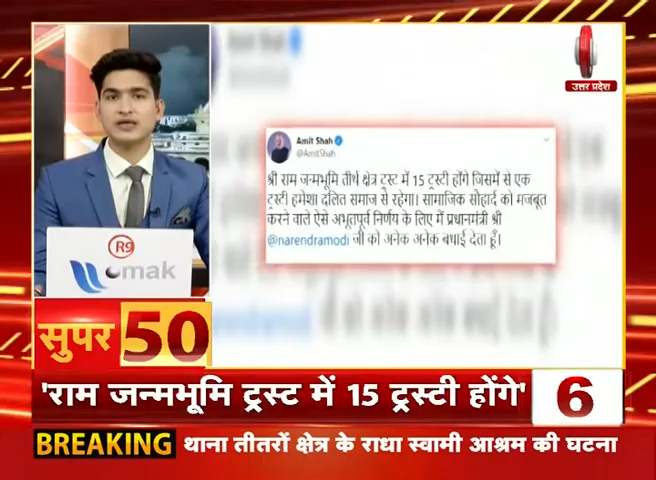 उत्तर प्रदेश
Amit Shah
@AmitShah
श्री राम जन्मभूमि तीर्थ क्षेत्र ट्रस्ट में 15 ट्रस्टी होंगे जिसमें से एक
ट्रस्टी हमेशा दलित समाज से रहेगा। सामाजिक सौहार्द को मजबूत
करने वाले ऐसे अभूतपूर्व निर्णय के लिए मैं प्रधानमंत्री श्री
@narendramodi जी को अनेक अनेक बधाई देता हूँ।
R9
omak
सुपर 50
'राम जन्मभूमि ट्रस्ट में 15 ट्रस्टी होंगे' 6
BREAKING थाना तीतरों क्षेत्र के राधा स्वामी आश्रम की घटना